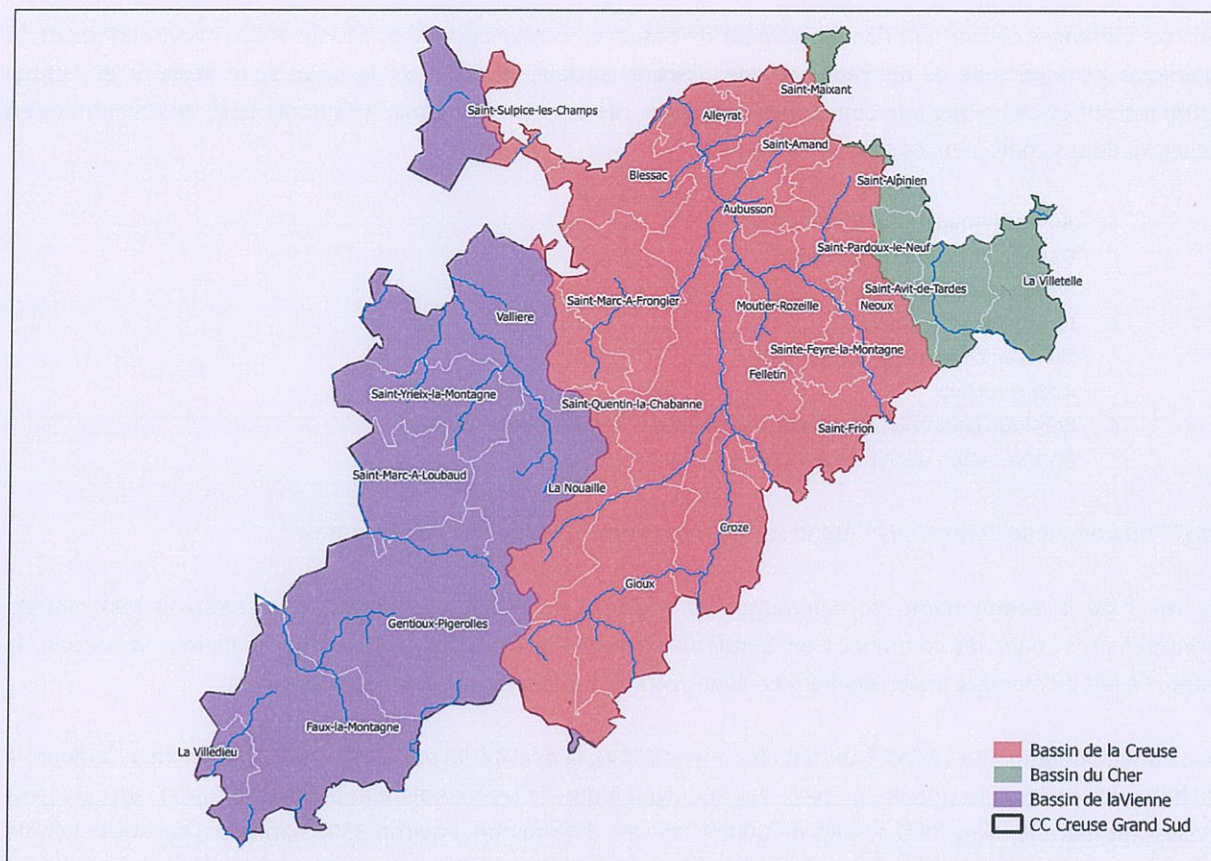 Saint-Maixant
Saint-Sulpice-les-Champs
Alleyrat
Saint-Amand
Blessac
Saint-Alpinien
Aubusson
Saint-Pardoux-le-Neuf
La Villetelle
Saint-Avit-de-Tardes
Saint-Marc-A-Frongier
Moutier-Rozeille
Neoux
Valliere
Sainte-Feyre-la-Montagne
Felletin
Saint-Yrieix-la-Montagne
Saint-Quentin-la-Chabanne
Saint-Frion
Saint-Marc-A-Loubaud
La Nouaille
Croze
Gioux
Gentioux-Pigerolles
Faux-la-Montagne
La Villedieu
Bassin de la Creuse
Bassin du Cher
Bassin de laVienne
CC Creuse Grand Sud